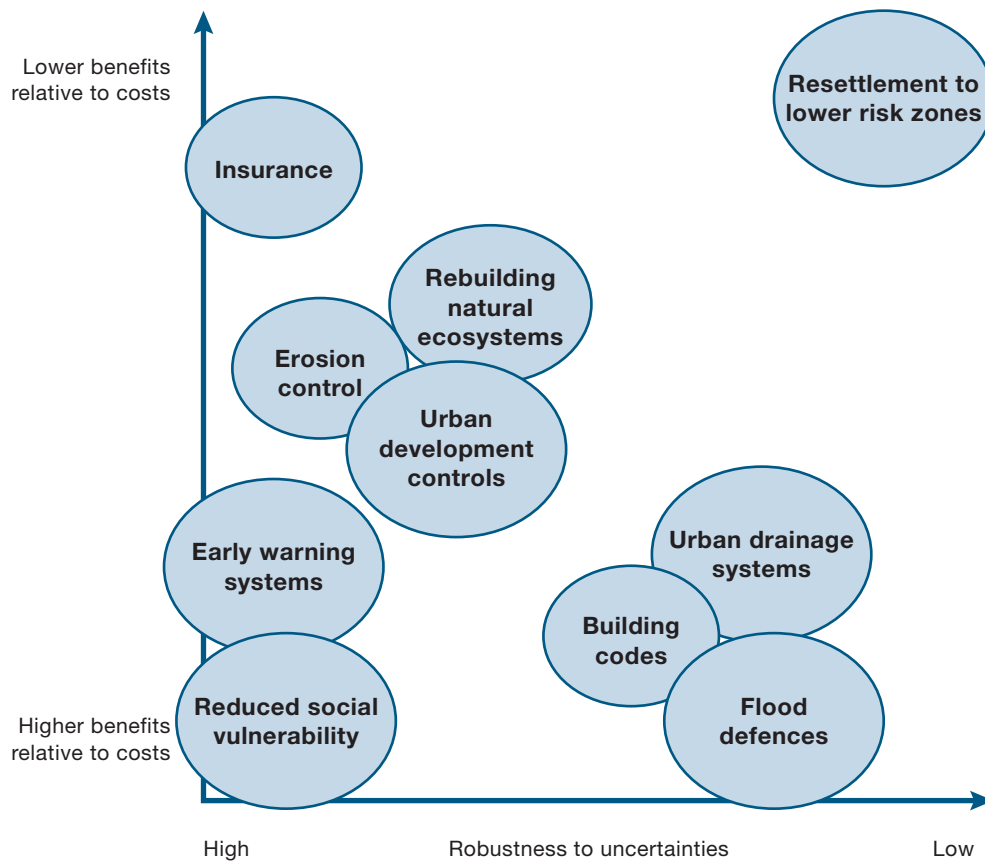 Lower benefits
relative to costs
Resettlement to
lower risk zones
Insurance
Rebuilding
natural
ecosystems
Erosion
control
Urban
development
controls
Early warning
systems
Urban drainage
systems
Building
codes
Reduced social
vulnerability
Flood
defences
Higher benefits
relative to costs
High
Robustness to uncertainties
Low